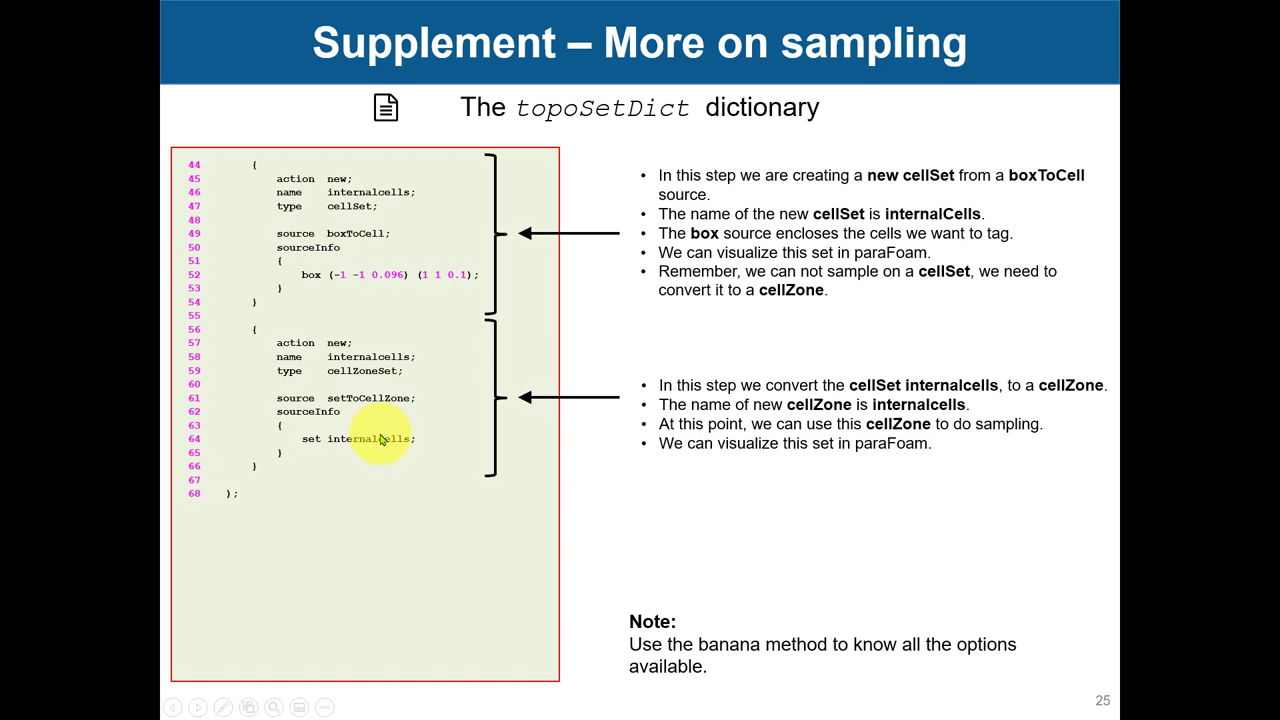 Supplement – More on sampling
The topoSetDict dictionary
44 {
45 action new;
46 name internalcells;
47 type cellSet;
48
49 source boxToCell;
50 sourceInfo
51 {
52 box (-1 -1 0.096) (1 1 0.1);
53 }
54 }
55
56 {
57 action new;
58 name internalcells;
59 type cellZoneSet;
60
61 source setToCellZone;
62 sourceInfo
63 {
64 set internalcells;
65 }
66 }
67
68 );
• In this step we are creating a new cellSet from a boxToCell
source.
• The name of the new cellSet is internalCells.
• The box source encloses the cells we want to tag.
• We can visualize this set in paraFoam.
• Remember, we can not sample on a cellSet, we need to
convert it to a cellZone.
• In this step we convert the cellSet internalcells, to a cellZone.
• The name of new cellZone is internalcells.
• At this point, we can use this cellZone to do sampling.
• We can visualize this set in paraFoam.
Note:
Use the banana method to know all the options
available.
25